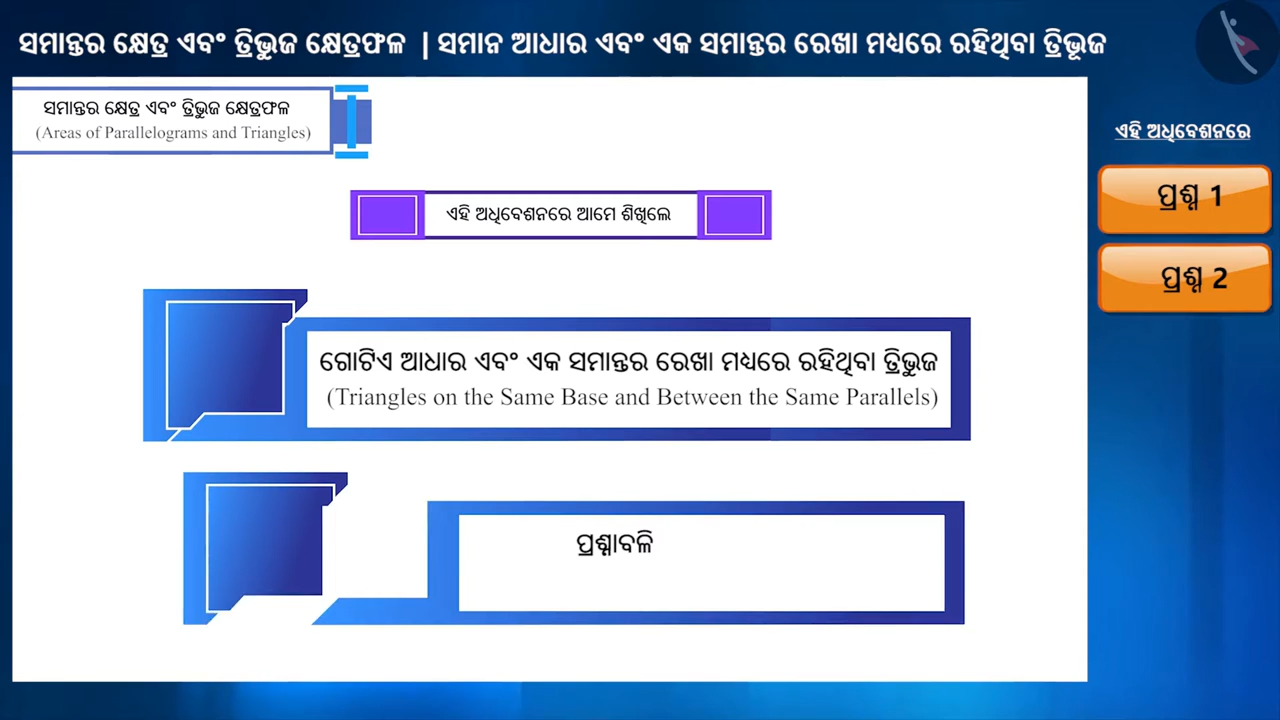 ସମାନ୍ତର କ୍ଷେତ୍ର ଏବଂ ତ୍ରିଭୁଜ କ୍ଷେତ୍ରଫଳ | ସମାନ ଆଧାର ଏବଂ ଏକ ସମାନ୍ତର ରେଖା ମଧ୍ୟରେ ରହିଥିବା ତ୍ରିଭୂଜ
ସମାନ୍ତର କ୍ଷେତ୍ର ଏବଂ ତ୍ରିଭୁଜ କ୍ଷେତ୍ରଫଳ
(Areas of Parallelograms and Triangles)
ଏହି ଅଧିବେଶନରେ
ପ୍ରଶ୍ନ 1
ପ୍ରଶ୍ନ 2
ଏହି ଅଧିବେଶନରେ ଆମେ ଶିଖିଲେ
ଗୋଟିଏ ଆଧାର ଏବଂ ଏକ ସମାନ୍ତର ରେଖା ମଧ୍ୟରେ ରହିଥିବା ତ୍ରିଭୁଜ
(Triangles on the Same Base and Between the Same Parallels)
ପ୍ରଶ୍ନାବଳି